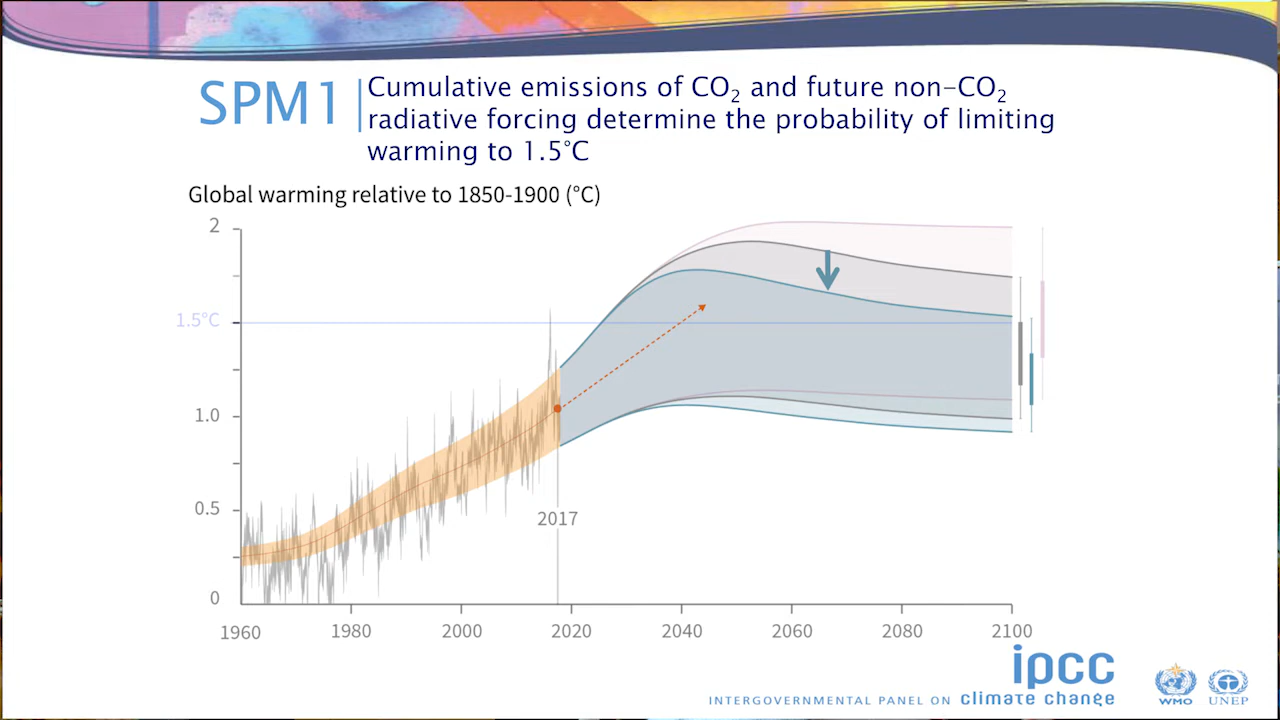 SPM1
Cumulative emissions of CO₂ and future non-CO₂
radiative forcing determine the probability of limiting
warming to 1.5°C
Global warming relative to 1850-1900 (°C)
2
1.5°C
1.0
0.5
0
2017
1960 1980 2000 2020 2040 2060 2080 2100
ipcc
INTERGOVERNMENTAL PANEL ON climate change
WMO UNEP